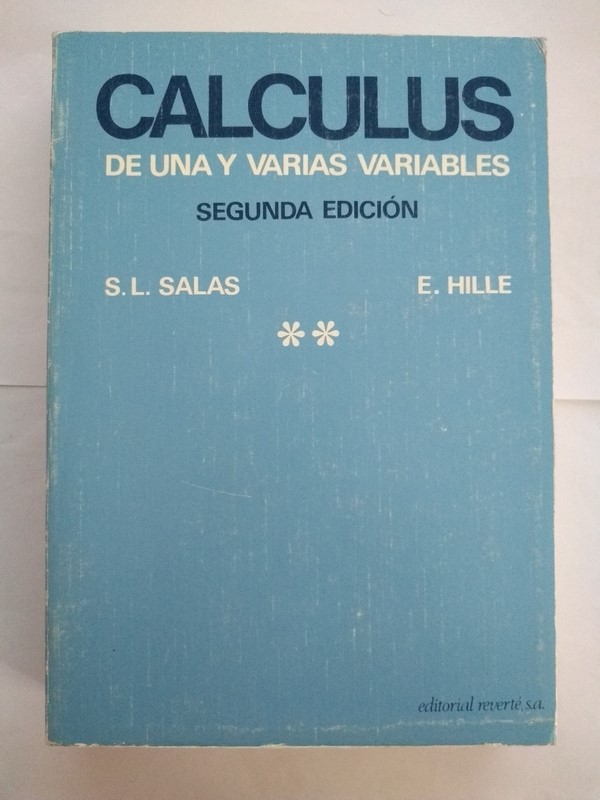 CALCULUS
DE UNA Y VARIAS VARIABLES
SEGUNDA EDICIÓN
S. L. SALAS E. HILLE
**
editorial reverté, s.a.